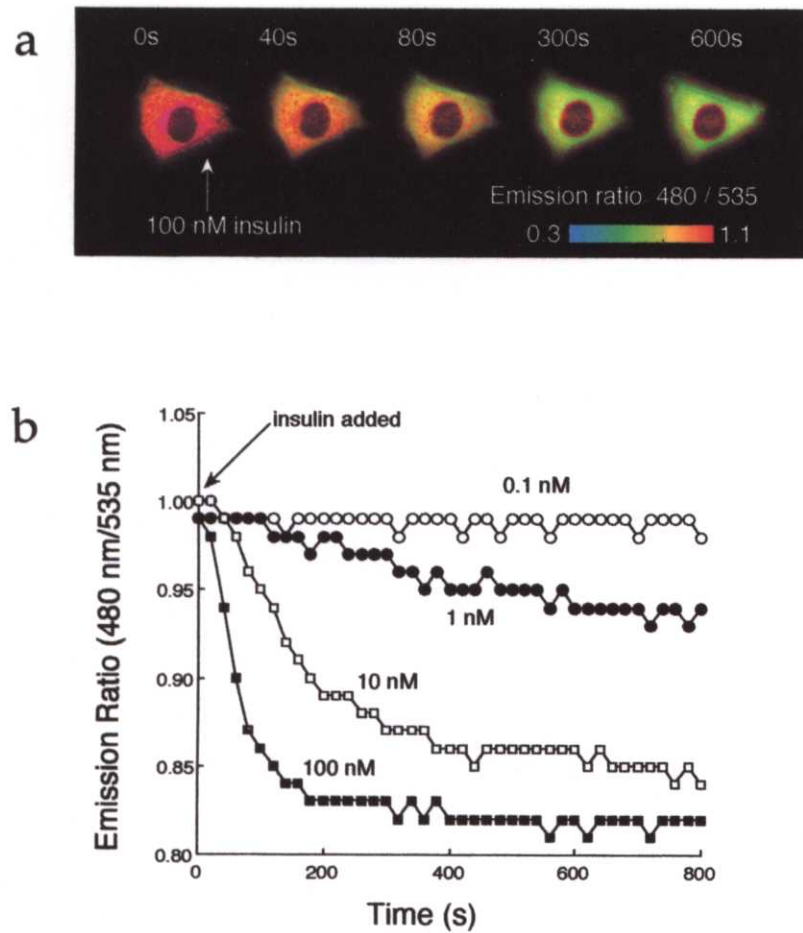 a
0s 40s 80s 300s 600s
100 nM insulin
Emission ratio 480 / 535
0.3 1.1
b
Emission Ratio (480 nm/535 nm)
1.05
1.00
0.95
0.90
0.85
0.80
insulin added
0.1 nM
1 nM
10 nM
100 nM
0 200 400 600 800
Time (s)